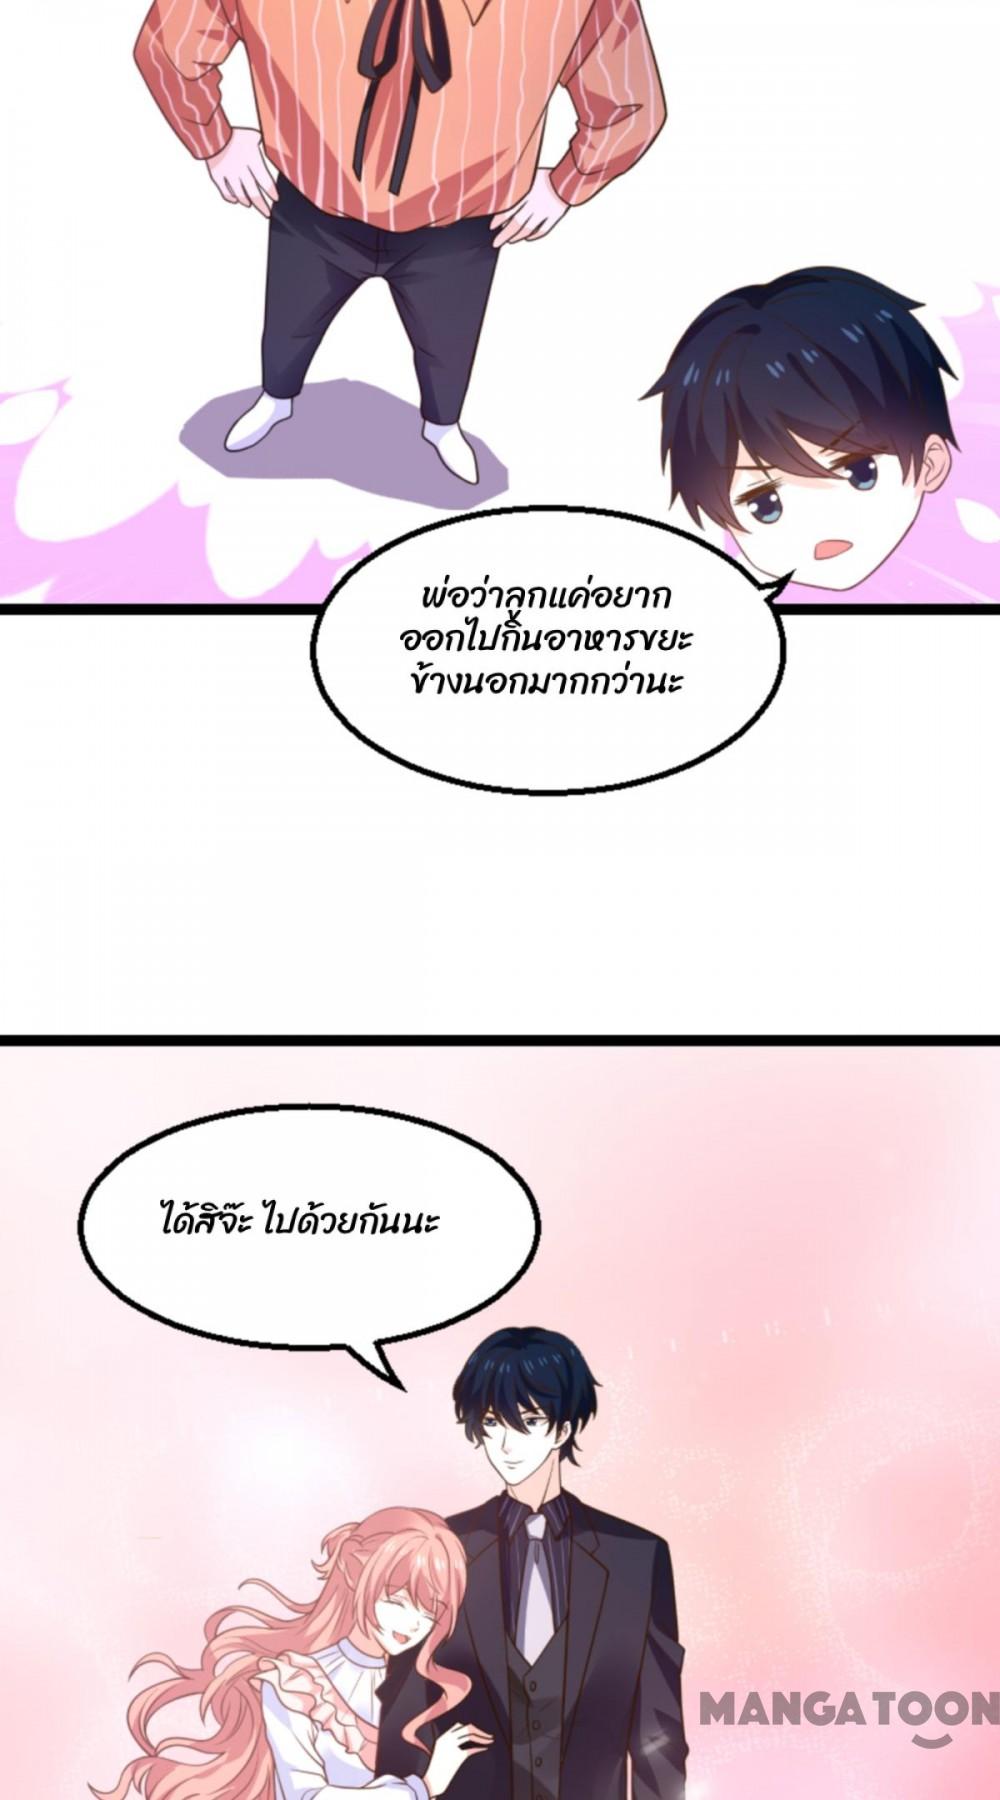 พ่อว่าลูกแค่อยาก
ออกไปกินอาหารขยะ
ข้างนอกมากกว่านะ
ได้สิจ๊ะ ไปด้วยกันนะ
MANGATOON